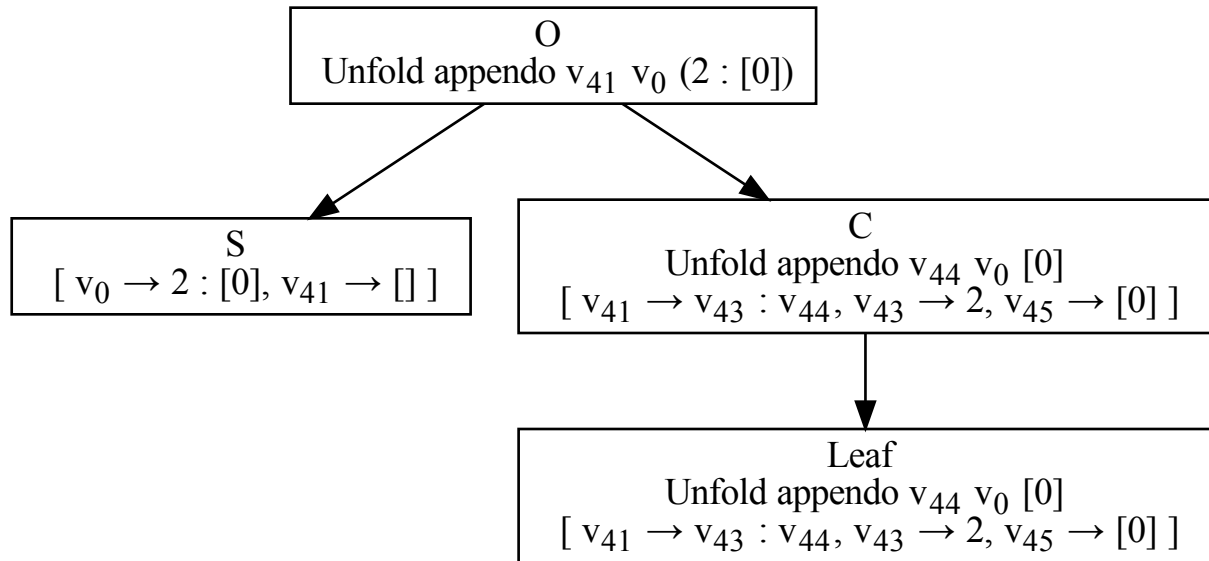 O
Unfold appendo v₄₁ v₀ (2 : [0])
S
[ v₀ → 2 : [0], v₄₁ → [] ]
C
Unfold appendo v₄₄ v₀ [0]
[ v₄₁ → v₄₃ : v₄₄, v₄₃ → 2, v₄₅ → [0] ]
Leaf
Unfold appendo v₄₄ v₀ [0]
[ v₄₁ → v₄₃ : v₄₄, v₄₃ → 2, v₄₅ → [0] ]